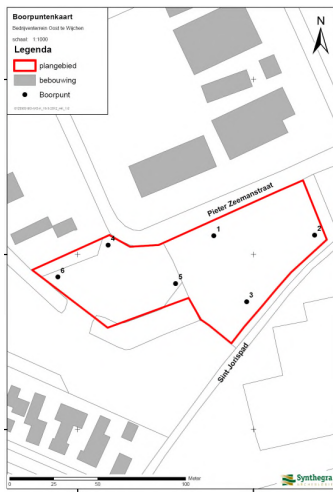 Boorpuntenkaart
Bedrijventerrein Oost te Wijchen
schaal: 1:1000
Legenda
plangebied
bebouwing
Boorpunt
N
Pieter Zeemanstraat
1
2
3
4
5
6
Sint Jorispad
0 25 50 100
Meter
Synthegra